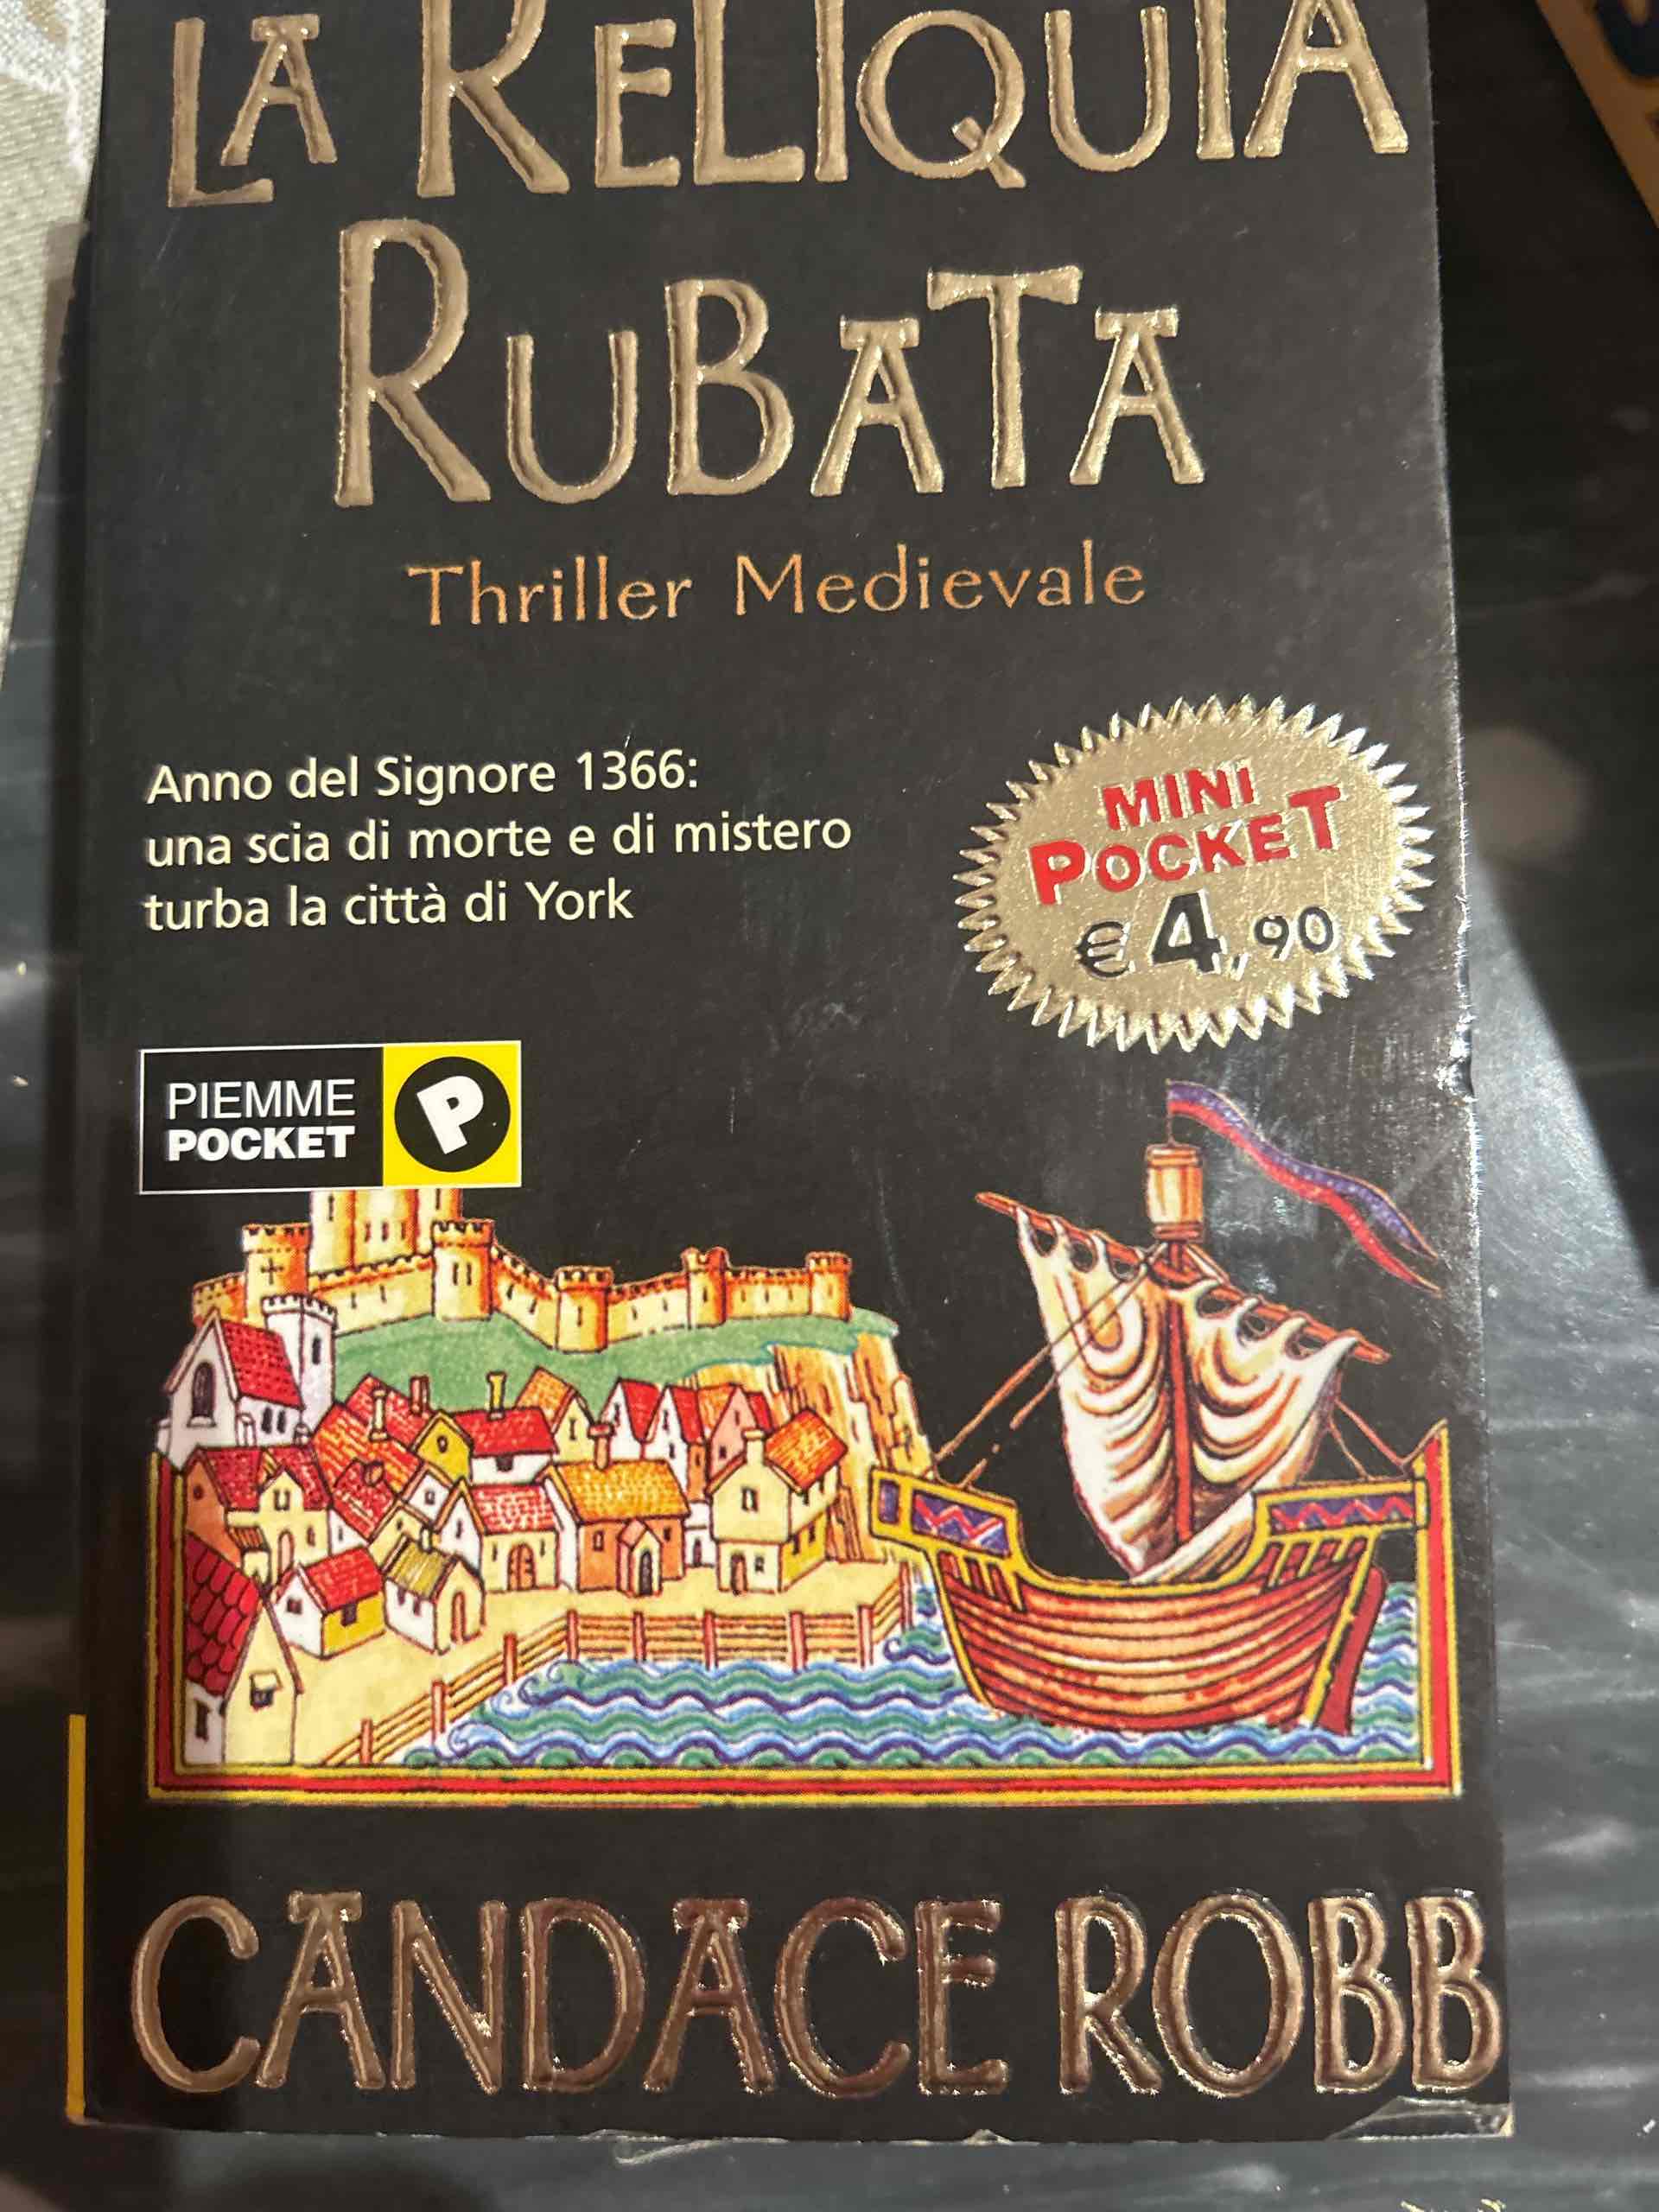 LA RELIQUIA
RUBATA
Thriller Medievale
Anno del Signore 1366:
una scia di morte e di mistero
turba la città di York
MINI
POCKET
€ 4,90
PIEMME
POCKET
P
CANDACE ROBB